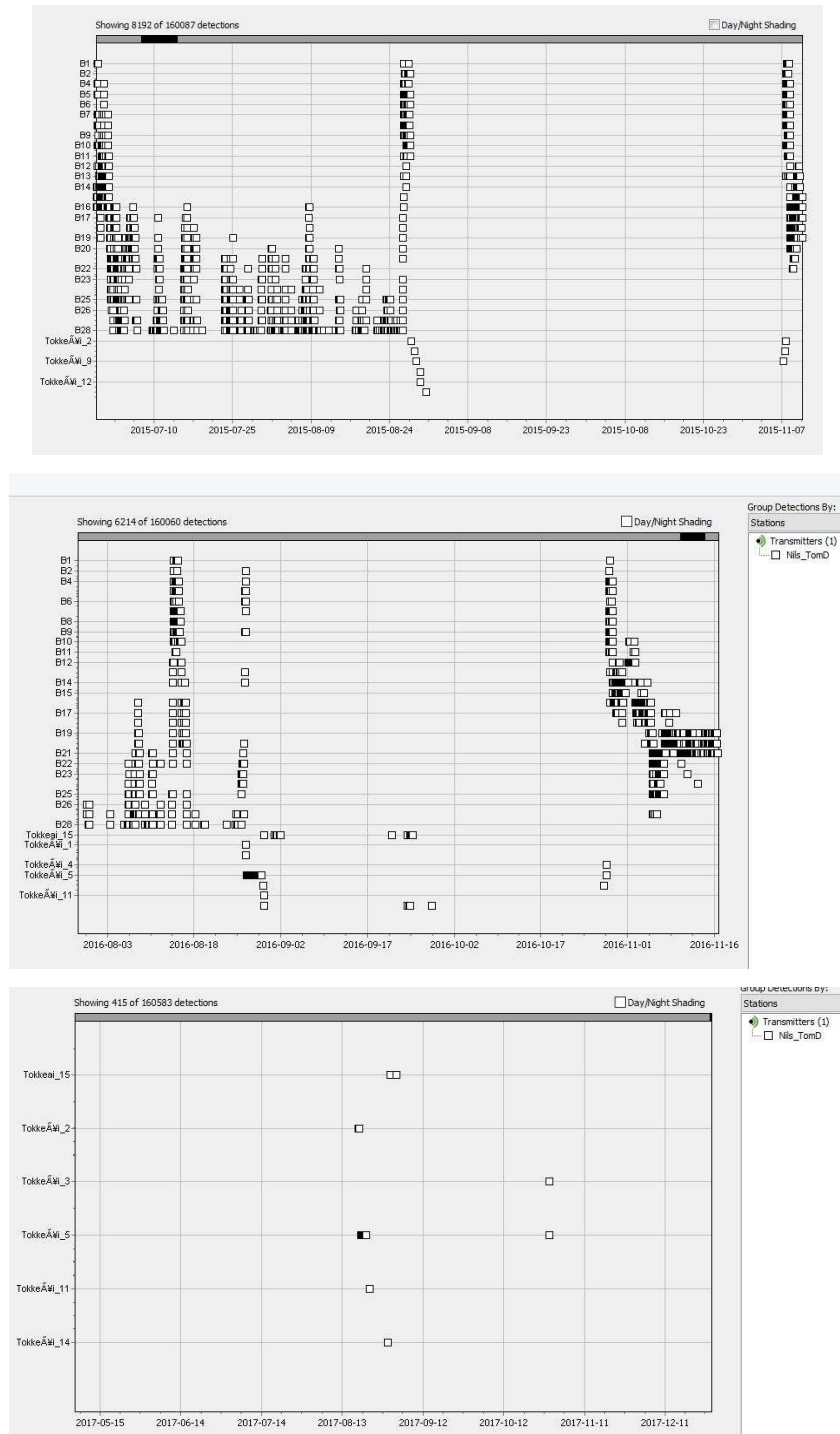 Showing 8192 of 160087 detections
Day/Night Shading
B1
B2
B4
B5
B6
B7
B9
B10
B11
B12
B13
B14
B16
B17
B19
B20
B22
B23
B25
B26
B28
TokkeÃ¥i_2
TokkeÃ¥i_9
TokkeÃ¥i_12
2015-07-10 2015-07-25 2015-08-09 2015-08-24 2015-09-08 2015-09-23 2015-10-08 2015-10-23 2015-11-07
Showing 6214 of 160060 detections
Day/Night Shading
Group Detections By:
Stations
Transmitters (1)
Nils_TomD
B1
B2
B4
B6
B8
B9
B10
B11
B12
B14
B15
B17
B19
B21
B22
B23
B25
B26
B28
Tokkeai_15
TokkeÃ¥i_1
TokkeÃ¥i_4
TokkeÃ¥i_5
TokkeÃ¥i_11
2016-08-03 2016-08-18 2016-09-02 2016-09-17 2016-10-02 2016-10-17 2016-11-01 2016-11-16
Showing 415 of 160583 detections
Day/Night Shading
Group Detections By:
Stations
Transmitters (1)
Nils_TomD
Tokkeai_15
TokkeÃ¥i_2
TokkeÃ¥i_3
TokkeÃ¥i_5
TokkeÃ¥i_11
TokkeÃ¥i_14
2017-05-15 2017-06-14 2017-07-14 2017-08-13 2017-09-12 2017-10-12 2017-11-11 2017-12-11